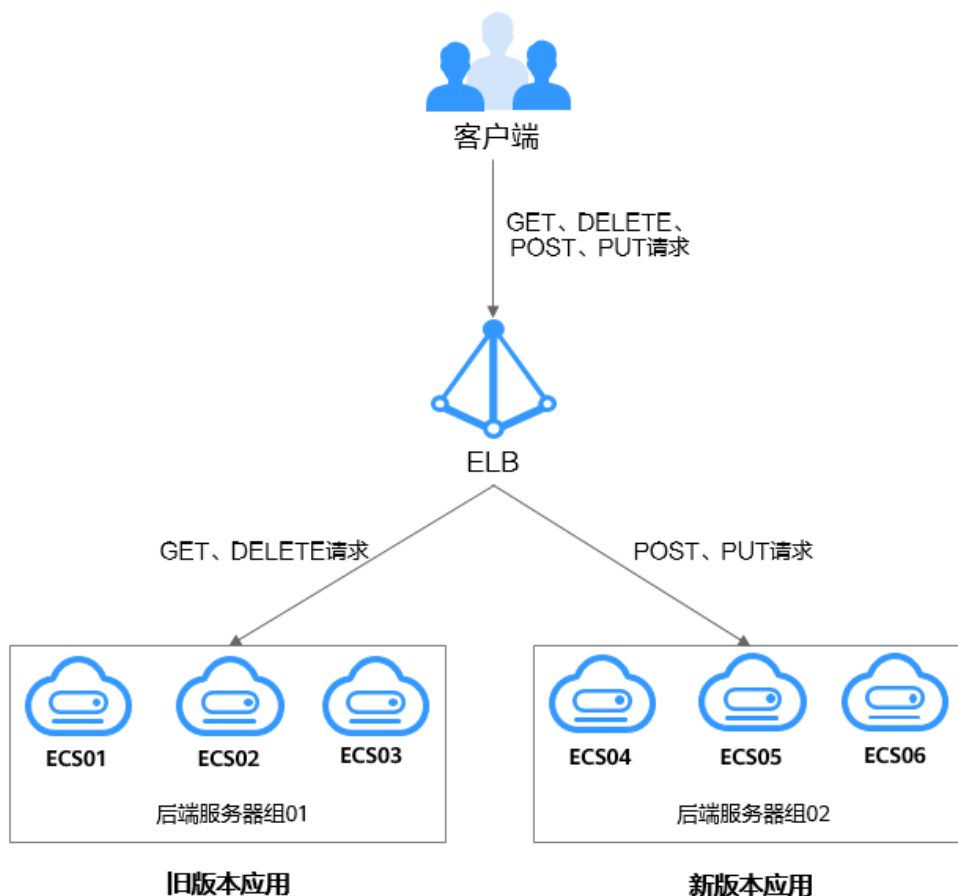 客户端
GET、DELETE、
POST、PUT请求
ELB
GET、DELETE请求
POST、PUT请求
ECS01
ECS02
ECS03
后端服务器组01
ECS04
ECS05
ECS06
后端服务器组02
旧版本应用
新版本应用